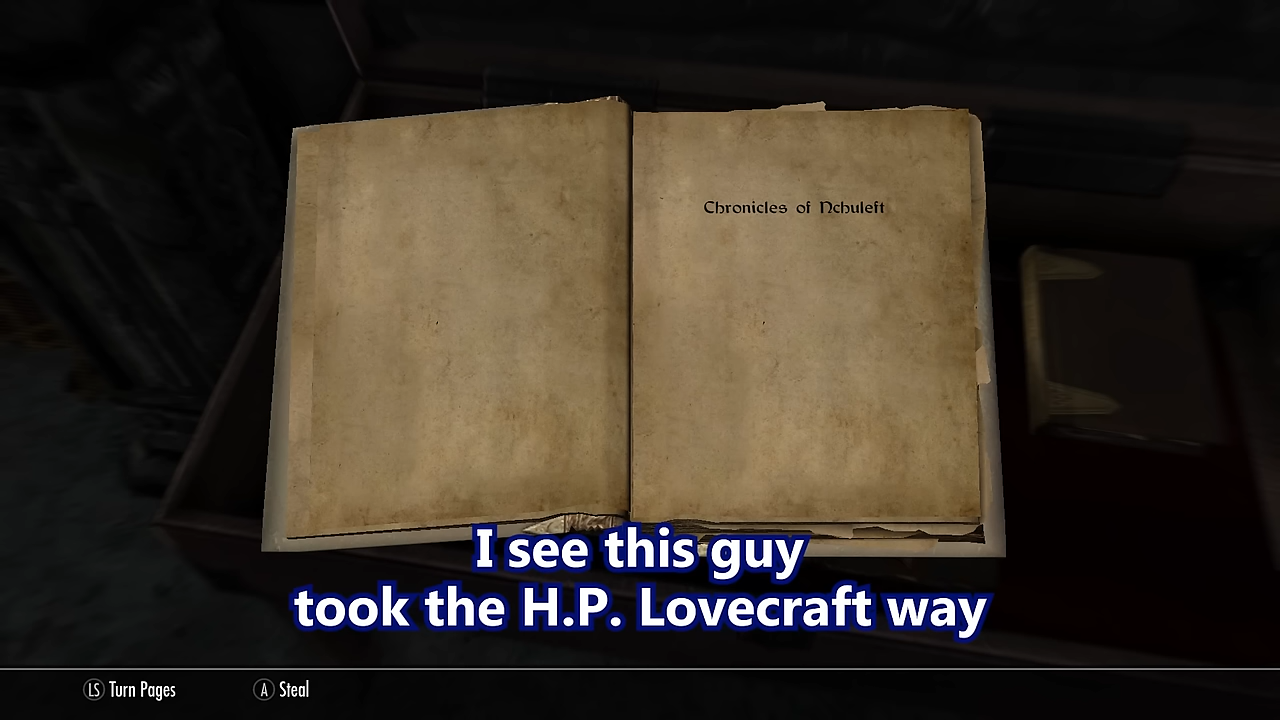 Chronicles of Nchuleft
I see this guy
took the H.P. Lovecraft way
LS Turn Pages
A Steal